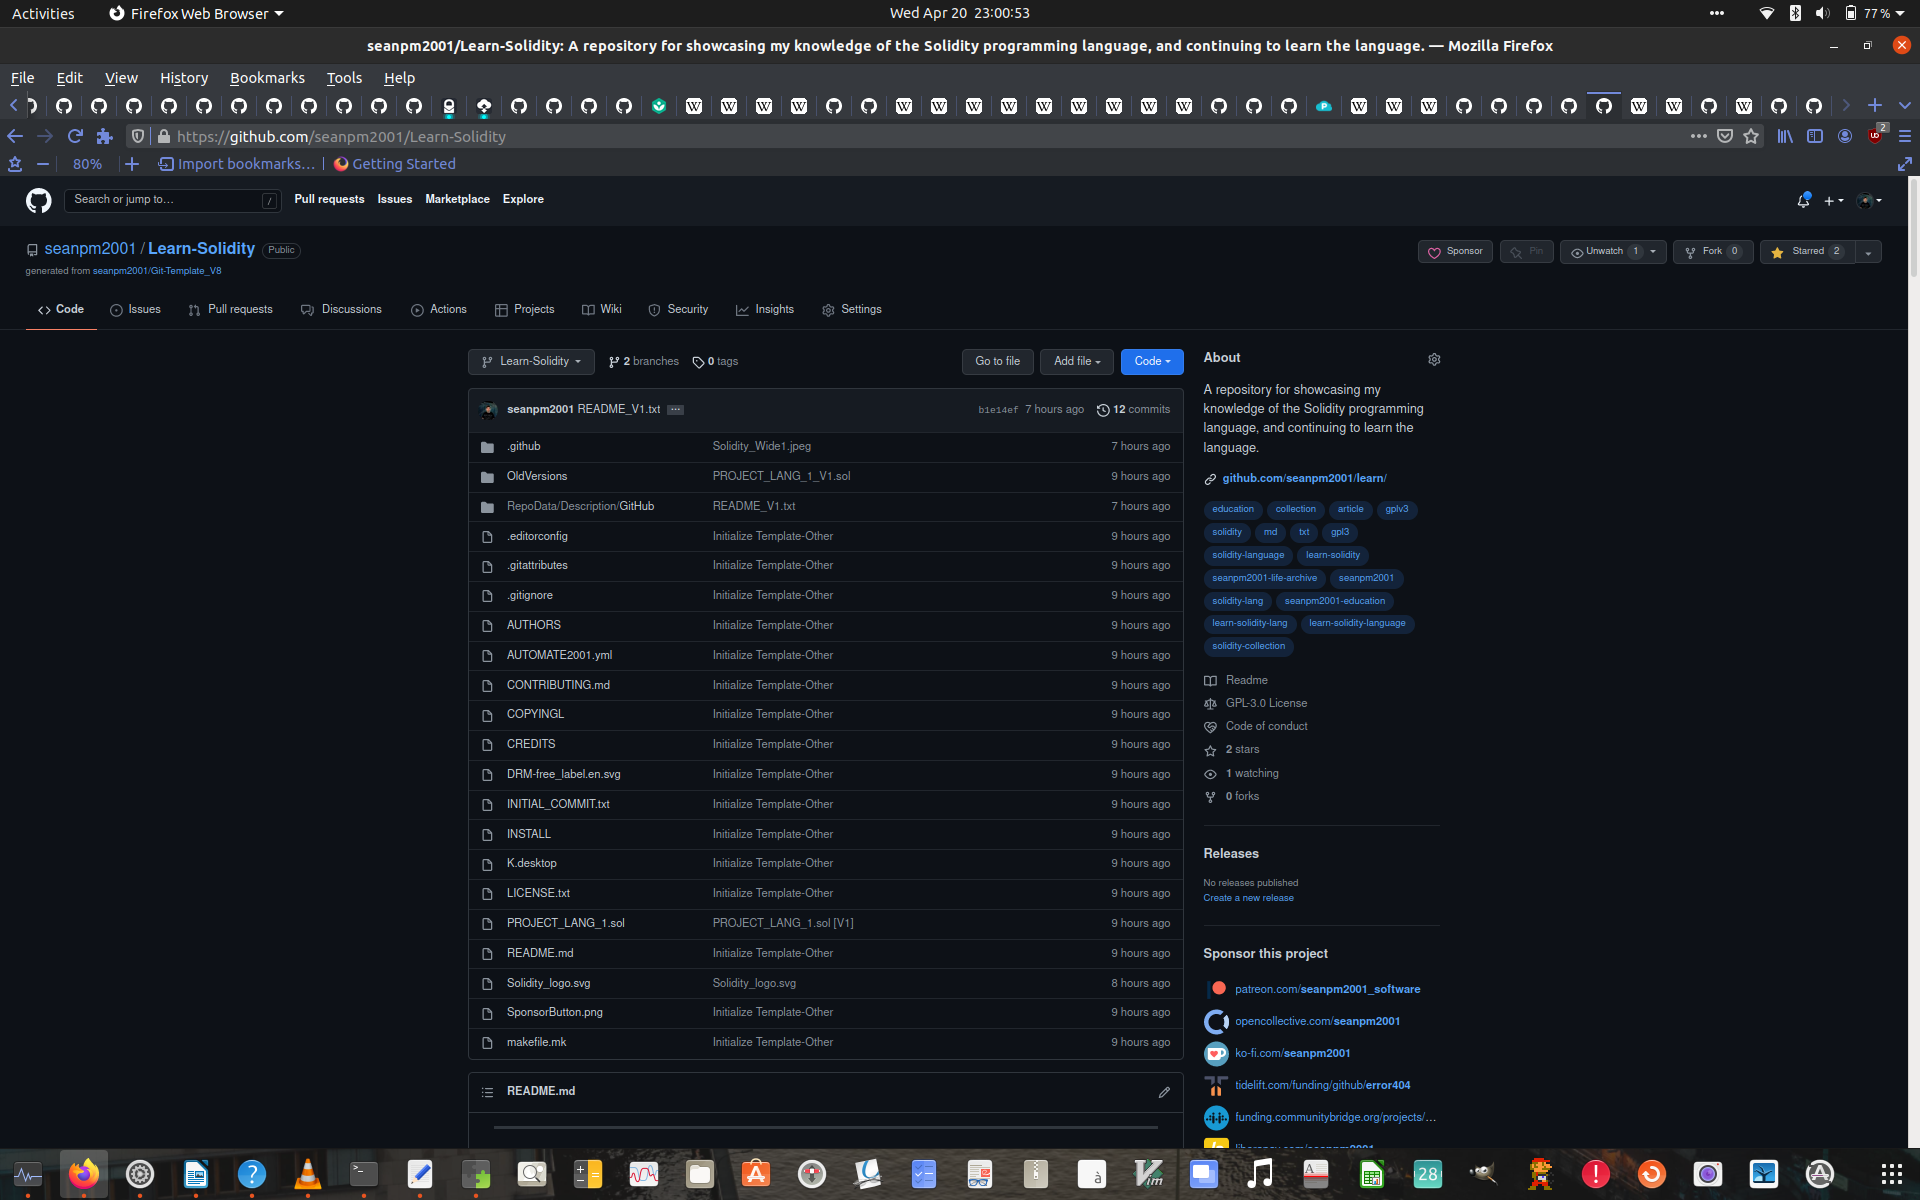 Activities Firefox Web Browser Wed Apr 20 23:00:53 77 %
seanpm2001/Learn-Solidity: A repository for showcasing my knowledge of the Solidity programming language, and continuing to learn the language. — Mozilla Firefox
File Edit View History Bookmarks Tools Help
https://github.com/seanpm2001/Learn-Solidity 2
80% Import bookmarks... Getting Started
Search or jump to... / Pull requests Issues Marketplace Explore
seanpm2001 / Learn-Solidity Public Sponsor Pin Unwatch 1 Fork 0 Starred 2
generated from seanpm2001/Git-Template_V8
Code Issues Pull requests Discussions Actions Projects Wiki Security Insights Settings
Learn-Solidity 2 branches 0 tags Go to file Add file Code
seanpm2001 README_V1.txt ... b1e14ef 7 hours ago 12 commits
.github Solidity_Wide1.jpeg 7 hours ago
OldVersions PROJECT_LANG_1_V1.sol 9 hours ago
RepoData/Description/GitHub README_V1.txt 7 hours ago
.editorconfig Initialize Template-Other 9 hours ago
.gitattributes Initialize Template-Other 9 hours ago
.gitignore Initialize Template-Other 9 hours ago
AUTHORS Initialize Template-Other 9 hours ago
AUTOMATE2001.yml Initialize Template-Other 9 hours ago
CONTRIBUTING.md Initialize Template-Other 9 hours ago
COPYINGL Initialize Template-Other 9 hours ago
CREDITS Initialize Template-Other 9 hours ago
DRM-free_label.en.svg Initialize Template-Other 9 hours ago
INITIAL_COMMIT.txt Initialize Template-Other 9 hours ago
INSTALL Initialize Template-Other 9 hours ago
K.desktop Initialize Template-Other 9 hours ago
LICENSE.txt Initialize Template-Other 9 hours ago
PROJECT_LANG_1.sol PROJECT_LANG_1.sol [V1] 9 hours ago
README.md Initialize Template-Other 9 hours ago
Solidity_logo.svg Solidity_logo.svg 8 hours ago
SponsorButton.png Initialize Template-Other 9 hours ago
makefile.mk Initialize Template-Other 9 hours ago
README.md
About
A repository for showcasing my
knowledge of the Solidity programming
language, and continuing to learn the
language.
github.com/seanpm2001/learn/
education collection article gplv3
solidity md txt gpl3
solidity-language learn-solidity
seanpm2001-life-archive seanpm2001
solidity-lang seanpm2001-education
learn-solidity-lang learn-solidity-language
solidity-collection
Readme
GPL-3.0 License
Code of conduct
2 stars
1 watching
0 forks
Releases
No releases published
Create a new release
Sponsor this project
patreon.com/seanpm2001_software
opencollective.com/seanpm2001
ko-fi.com/seanpm2001
tidelift.com/funding/github/error404
funding.communitybridge.org/projects/...
28